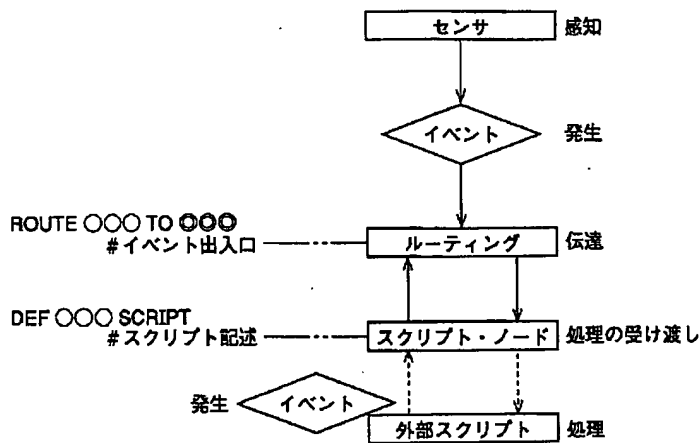 センサ 感知
イベント 発生
ROUTE ○○○ TO ◎◎◎
#イベント出入口
ルーティング 伝達
DEF ○○○ SCRIPT
#スクリプト記述
スクリプト・ノード 処理の受け渡し
発生 イベント
外部スクリプト 処理